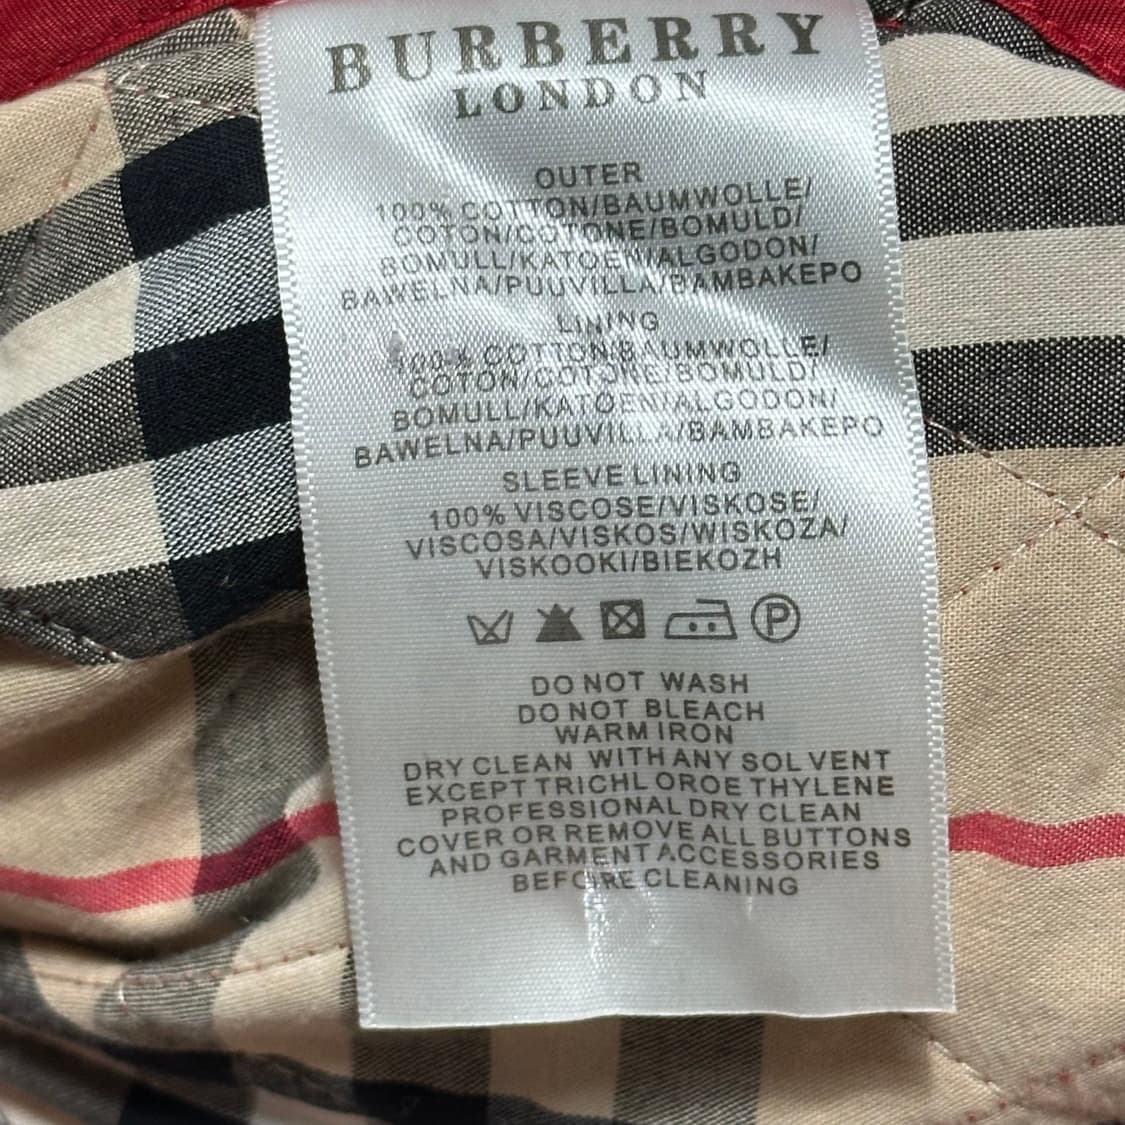 BURBERRY
LONDON
OUTER
100% COTTON/BAUMWOLLE/
COTON/COTONE/BOMULD/
BOMULL/KATOEN/ALGODON/
BAWELNA/PUUVILLA/BAMBAKEPO
LINING
100% COTTON/BAUMWOLLE/
COTON/COTONE/BOMULD/
BOMULL/KATOEN/ALGODON/
BAWELNA/PUUVILLA/BAMBAKEPO
SLEEVE LINING
100% VISCOSE/VISKOSE/
VISCOSA/VISKOS/WISKOZA/
VISKOOKI/BIEKOZH
P
DO NOT WASH
DO NOT BLEACH
WARM IRON
DRY CLEAN WITH ANY SOLVENT
EXCEPT TRICHL OROE THYLENE
PROFESSIONAL DRY CLEAN
COVER OR REMOVE ALL BUTTONS
AND GARMENT ACCESSORIES
BEFORE CLEANING